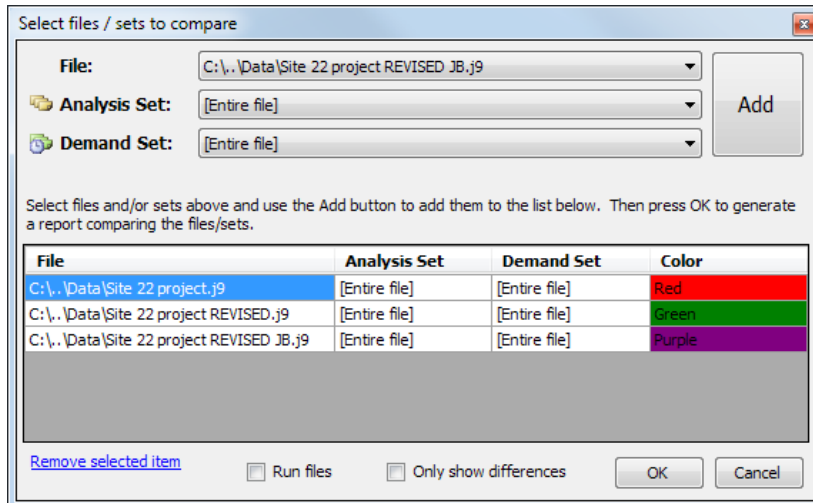 Select files / sets to compare
File: C:\..\Data\Site 22 project REVISED JB.j9
Analysis Set: [Entire file]
Add
Demand Set: [Entire file]
Select files and/or sets above and use the Add button to add them to the list below. Then press OK to generate
a report comparing the files/sets.
File Analysis Set Demand Set Color
C:\..\Data\Site 22 project.j9 [Entire file] [Entire file] Red
C:\..\Data\Site 22 project REVISED.j9 [Entire file] [Entire file] Green
C:\..\Data\Site 22 project REVISED JB.j9 [Entire file] [Entire file] Purple
Remove selected item Run files Only show differences OK Cancel